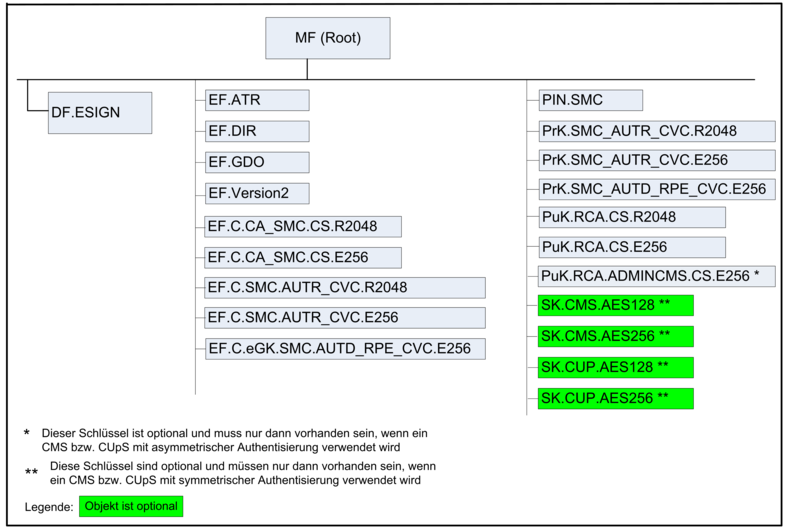 MF (Root)
DF.ESIGN
EF.ATR
EF.DIR
EF.GDO
EF.Version2
EF.C.CA_SMC.CS.R2048
EF.C.CA_SMC.CS.E256
EF.C.SMC.AUTR_CVC.R2048
EF.C.SMC.AUTR_CVC.E256
EF.C.eGK.SMC.AUTD_RPE_CVC.E256
PIN.SMC
PrK.SMC_AUTR_CVC.R2048
PrK.SMC_AUTR_CVC.E256
PrK.SMC_AUTD_RPE_CVC.E256
PuK.RCA.CS.R2048
PuK.RCA.CS.E256
PuK.RCA.ADMINCMS.CS.E256 *
SK.CMS.AES128 **
SK.CMS.AES256 **
SK.CUP.AES128 **
SK.CUP.AES256 **
* Dieser Schlüssel ist optional und muss nur dann vorhanden sein, wenn ein
CMS bzw. CUpS mit asymmetrischer Authentisierung verwendet wird
** Diese Schlüssel sind optional und müssen nur dann vorhanden sein, wenn
ein CMS bzw. CUpS mit symmetrischer Authentisierung verwendet wird
Legende: Objekt ist optional